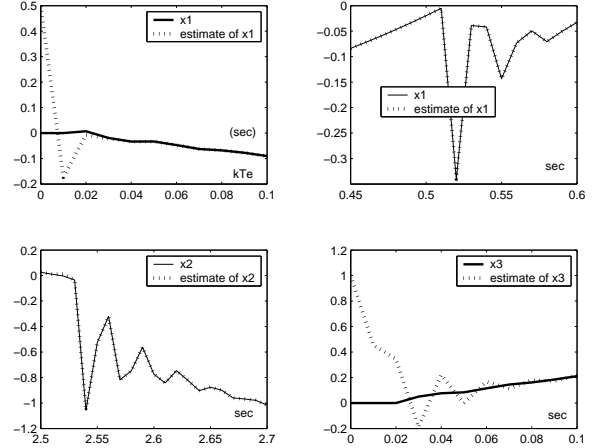 0.5
0.4
0.3
0.2
0.1
0
−0.1
−0.2
x1
estimate of x1
(sec)
kTe
0 0.02 0.04 0.06 0.08 0.1
0
−0.05
−0.1
−0.15
−0.2
−0.25
−0.3
x1
estimate of x1
sec
0.45 0.5 0.55 0.6
0.2
0
−0.2
−0.4
−0.6
−0.8
−1
−1.2
x2
estimate of x2
sec
2.5 2.55 2.6 2.65 2.7
1.2
1
0.8
0.6
0.4
0.2
0
−0.2
x3
estimate of x3
sec
0 0.02 0.04 0.06 0.08 0.1